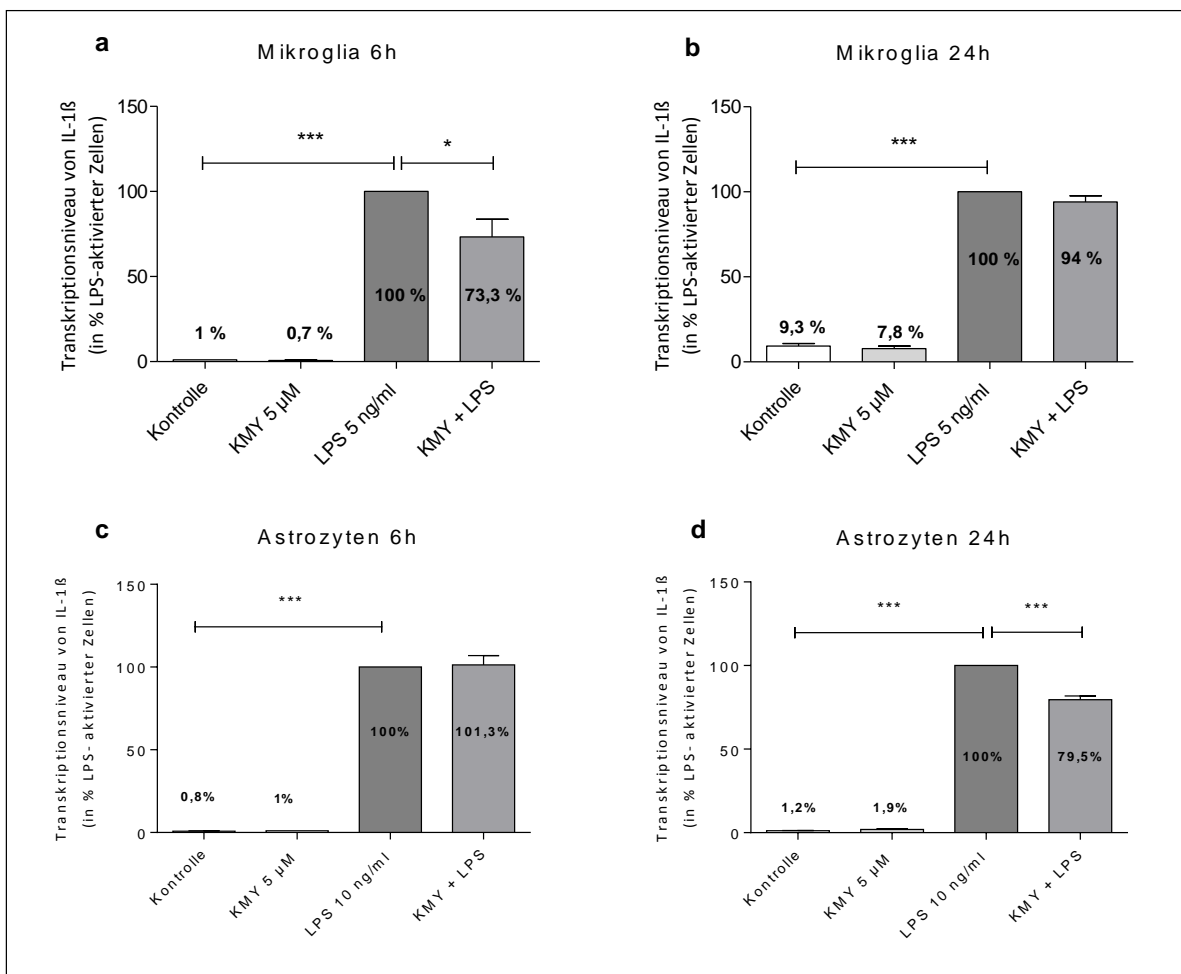 a
Mikroglia 6h
Transkriptionsniveau von IL-1ß
(in % LPS-aktivierter Zellen)
150
100
50
0
***
*
1 %
0,7 %
100 %
73,3 %
Kontrolle
KMY 5 µM
LPS 5 ng/ml
KMY + LPS
b
Mikroglia 24h
Transkriptionsniveau von IL-1ß
(in % LPS-aktivierter Zellen)
150
100
50
0
***
9,3 %
7,8 %
100 %
94 %
Kontrolle
KMY 5 µM
LPS 5 ng/ml
KMY + LPS
c
Astrozyten 6h
Transkriptionsniveau von IL-1ß
(in % LPS- aktivierter Zellen)
150
100
50
0
***
0,8%
1%
100%
101,3%
Kontrolle
KMY 5 µM
LPS 10 ng/ml
KMY + LPS
d
Astrozyten 24h
Transkriptionsniveau von IL-1ß
(in % LPS- aktivierter Zellen)
150
100
50
0
***
***
1,2%
1,9%
100%
79,5%
Kontrolle
KMY 5 µM
LPS 10 ng/ml
KMY + LPS